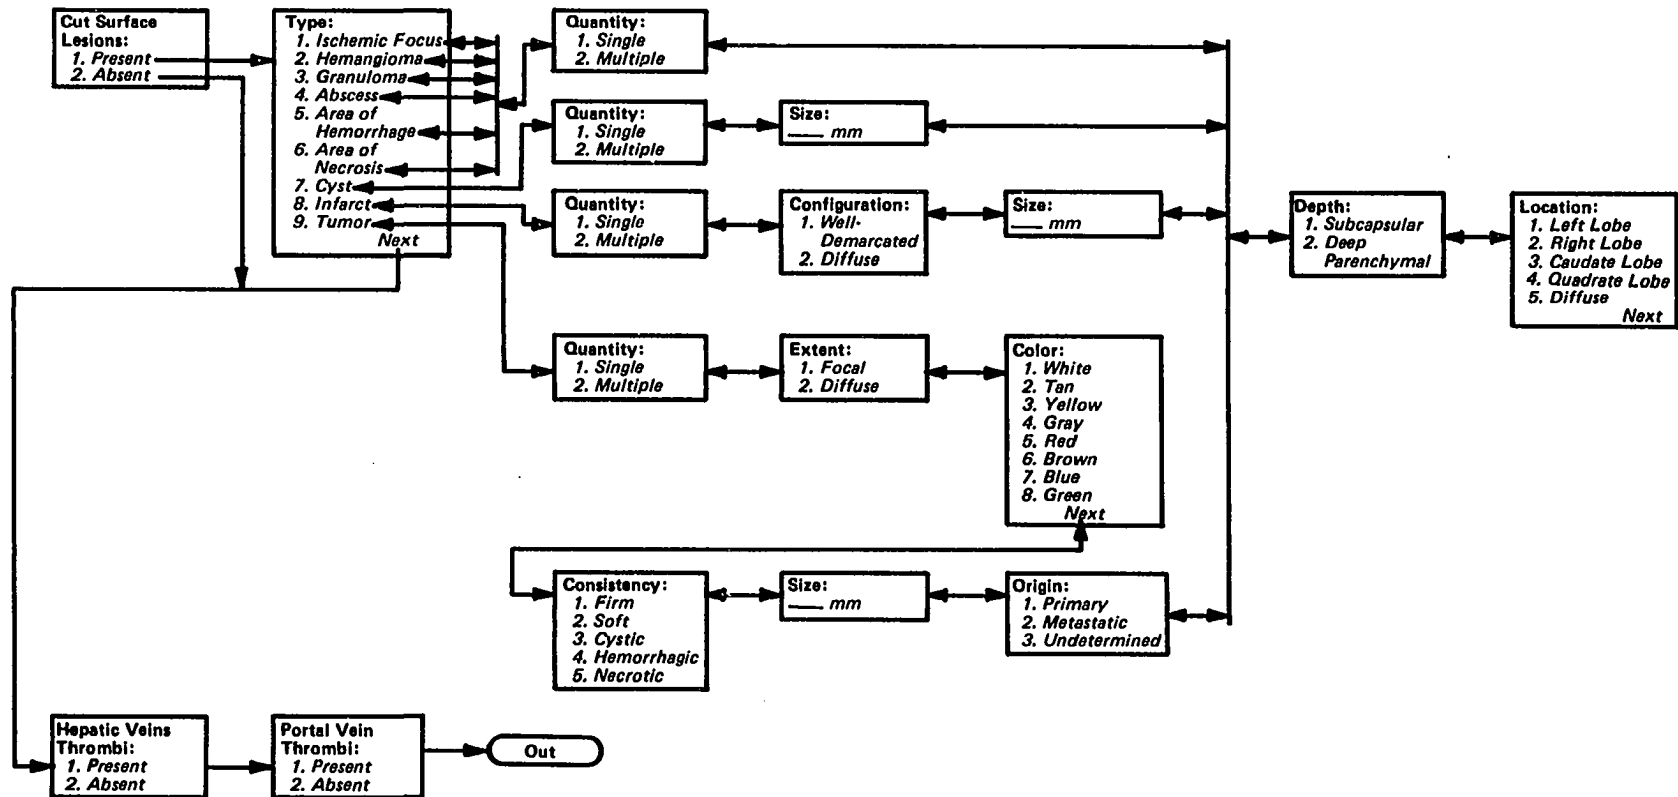 Cut Surface
Lesions:
1. Present
2. Absent
Type:
1. Ischemic Focus
2. Hemangioma
3. Granuloma
4. Abscess
5. Area of
Hemorrhage
6. Area of
Necrosis
7. Cyst
8. Infarct
9. Tumor
Next
Quantity:
1. Single
2. Multiple
Quantity:
1. Single
2. Multiple
Size:
___ mm
Quantity:
1. Single
2. Multiple
Configuration:
1. Well-
Demarcated
2. Diffuse
Size:
___ mm
Depth:
1. Subcapsular
2. Deep
Parenchymal
Location:
1. Left Lobe
2. Right Lobe
3. Caudate Lobe
4. Quadrate Lobe
5. Diffuse
Next
Quantity:
1. Single
2. Multiple
Extent:
1. Focal
2. Diffuse
Color:
1. White
2. Tan
3. Yellow
4. Gray
5. Red
6. Brown
7. Blue
8. Green
Next
Consistency:
1. Firm
2. Soft
3. Cystic
4. Hemorrhagic
5. Necrotic
Size:
___ mm
Origin:
1. Primary
2. Metastatic
3. Undetermined
Hepatic Veins
Thrombi:
1. Present
2. Absent
Portal Vein
Thrombi:
1. Present
2. Absent
Out